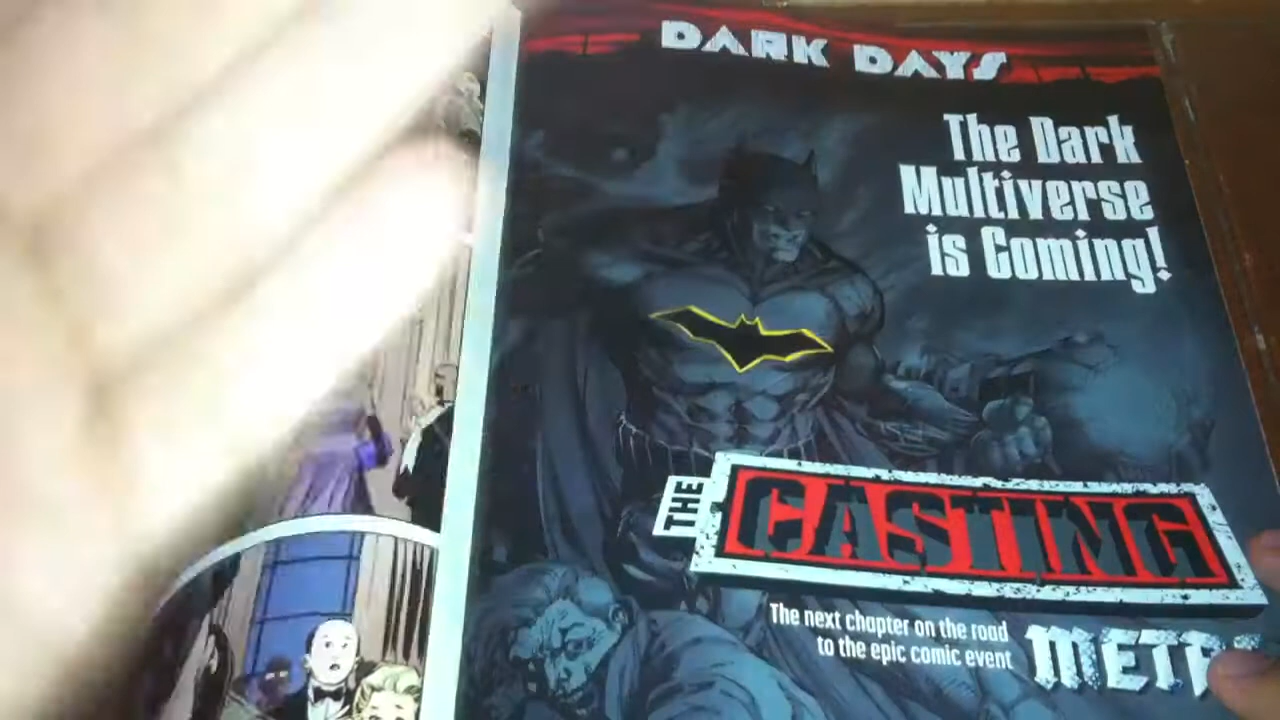 DARK DAYS
The Dark
Multiverse
is Coming!
THE
CASTING
The next chapter on the road
to the epic comic event